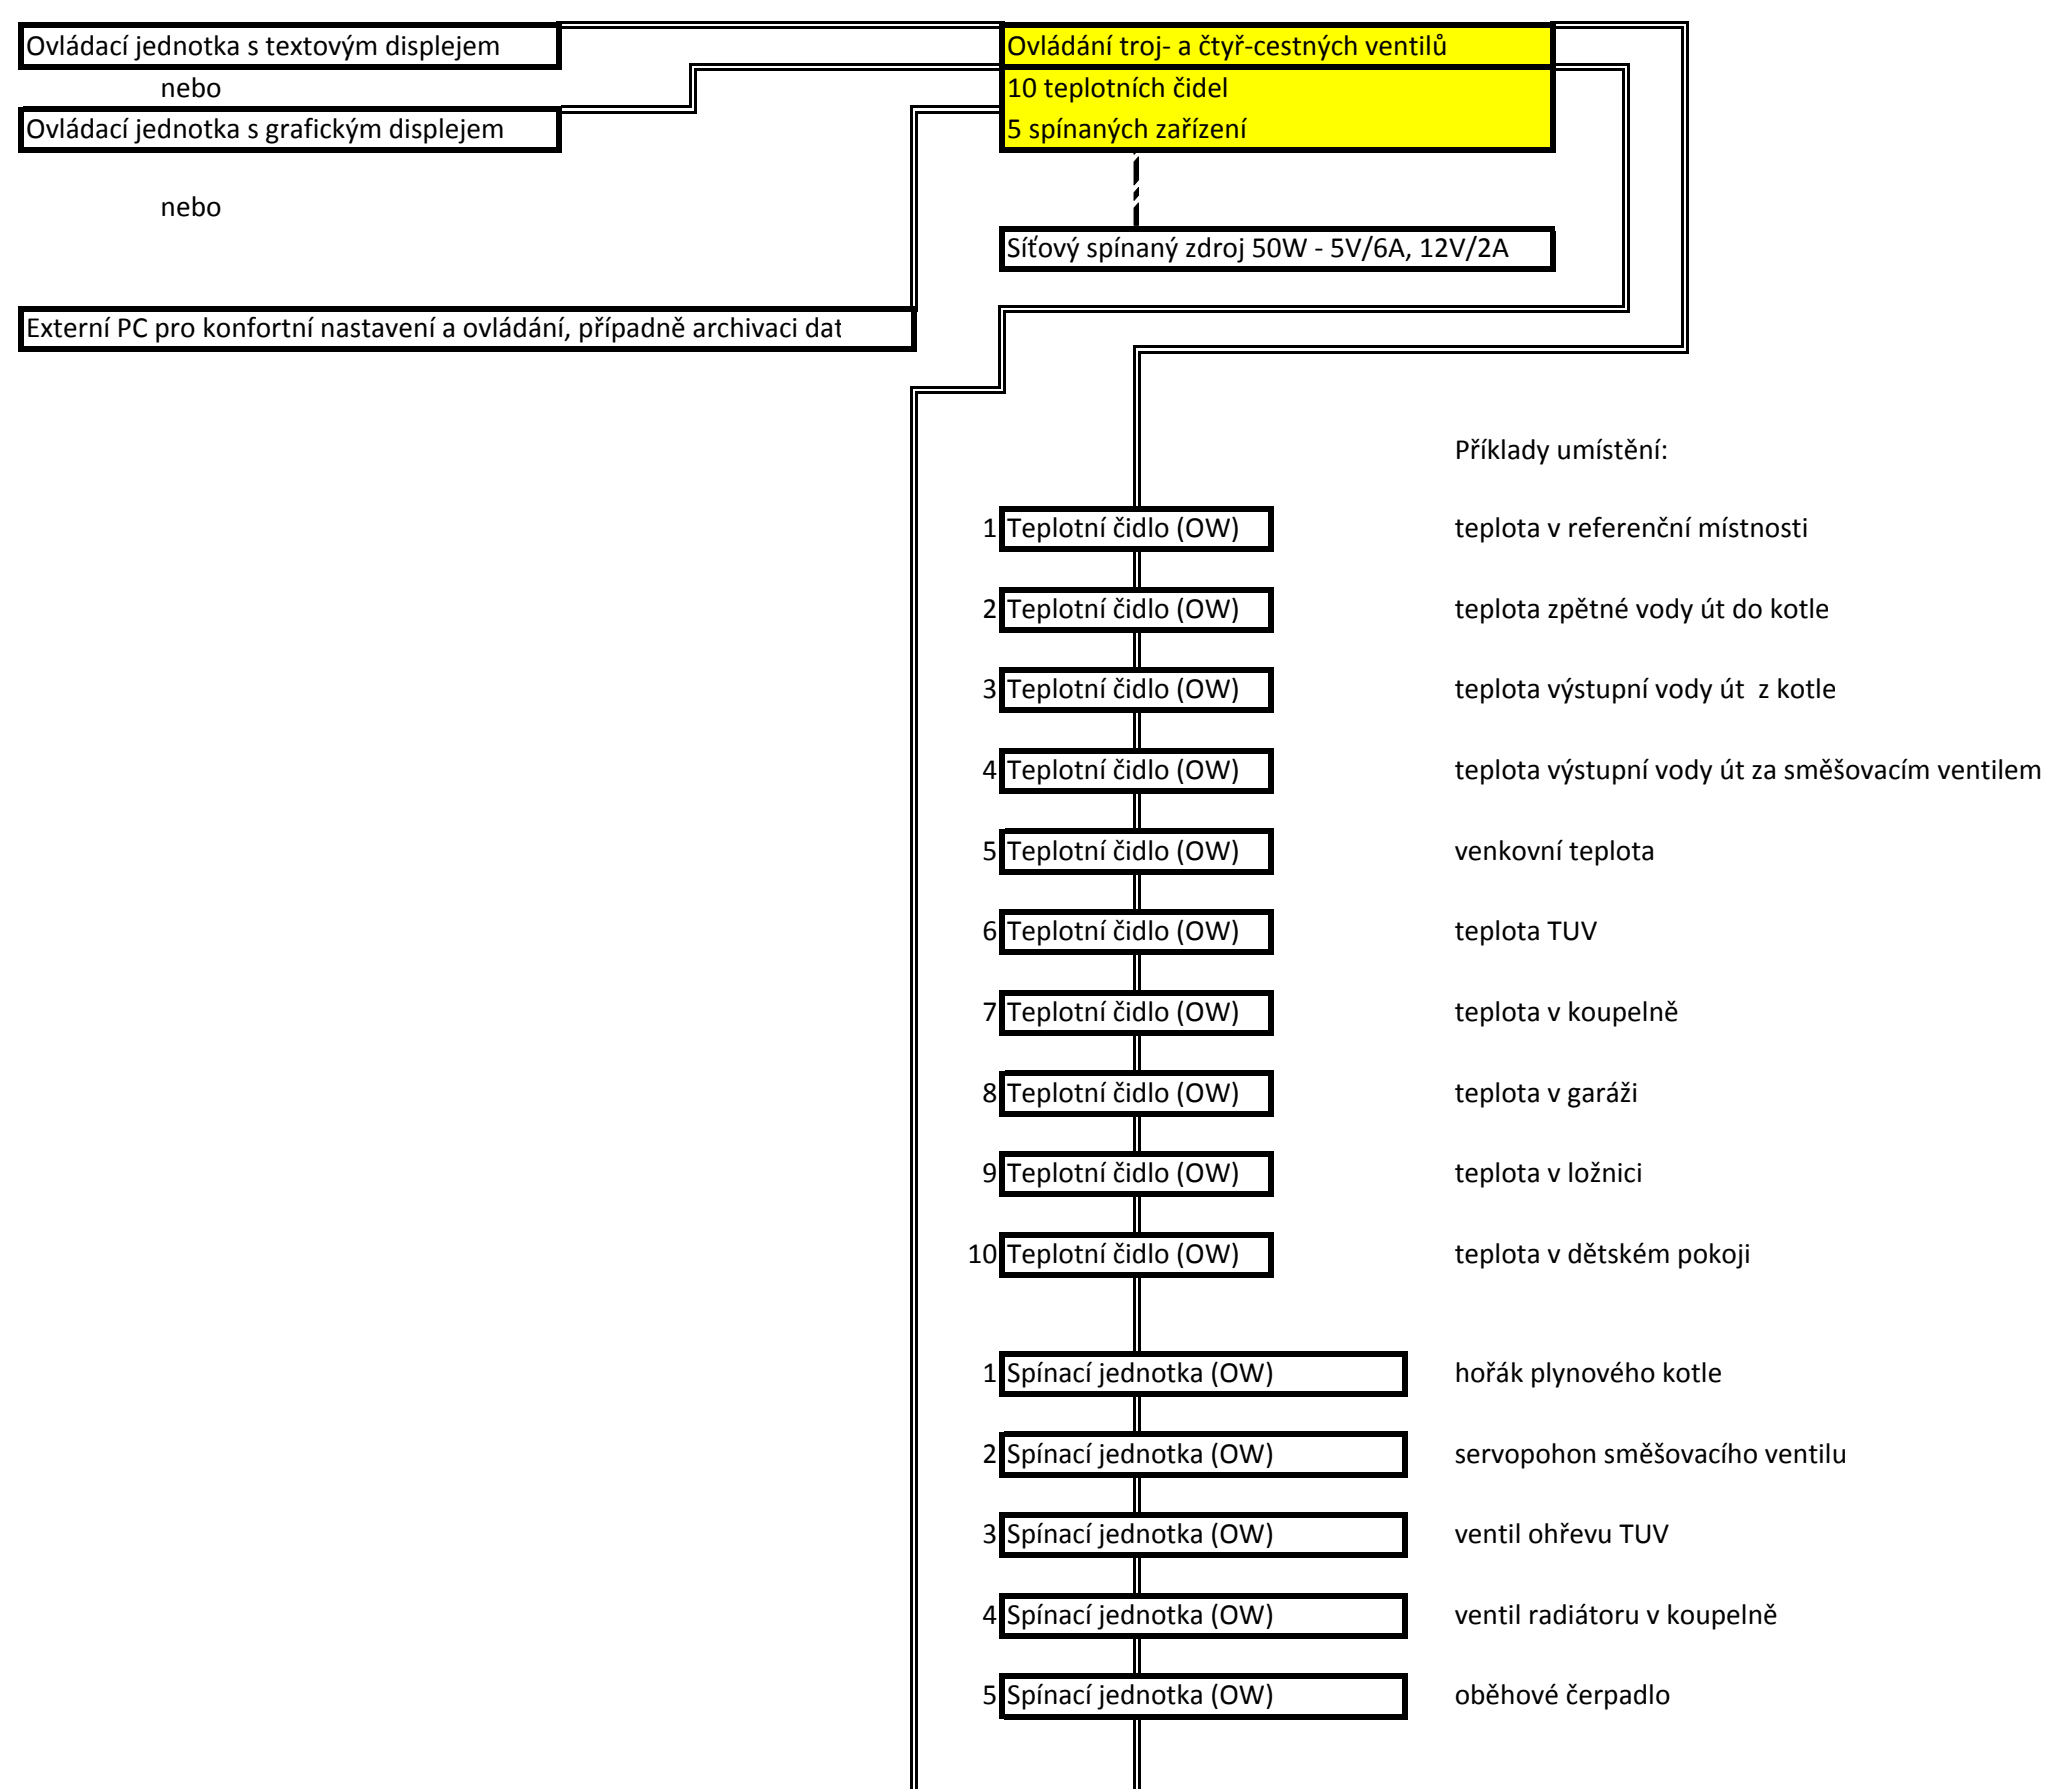 Ovládací jednotka s textovým displejem
nebo
Ovládací jednotka s grafickým displejem
nebo
Externí PC pro konfortní nastavení a ovládání, případně archivaci dat
Ovládání troj- a čtyř-cestných ventilů
10 teplotních čidel
5 spínaných zařízení
Síťový spínaný zdroj 50W - 5V/6A, 12V/2A
Příklady umístění:
1 Teplotní čidlo (OW) teplota v referenční místnosti
2 Teplotní čidlo (OW) teplota zpětné vody út do kotle
3 Teplotní čidlo (OW) teplota výstupní vody út z kotle
4 Teplotní čidlo (OW) teplota výstupní vody út za směšovacím ventilem
5 Teplotní čidlo (OW) venkovní teplota
6 Teplotní čidlo (OW) teplota TUV
7 Teplotní čidlo (OW) teplota v koupelně
8 Teplotní čidlo (OW) teplota v garáži
9 Teplotní čidlo (OW) teplota v ložnici
10 Teplotní čidlo (OW) teplota v dětském pokoji
1 Spínací jednotka (OW) hořák plynového kotle
2 Spínací jednotka (OW) servopohon směšovacího ventilu
3 Spínací jednotka (OW) ventil ohřevu TUV
4 Spínací jednotka (OW) ventil radiátoru v koupelně
5 Spínací jednotka (OW) oběhové čerpadlo